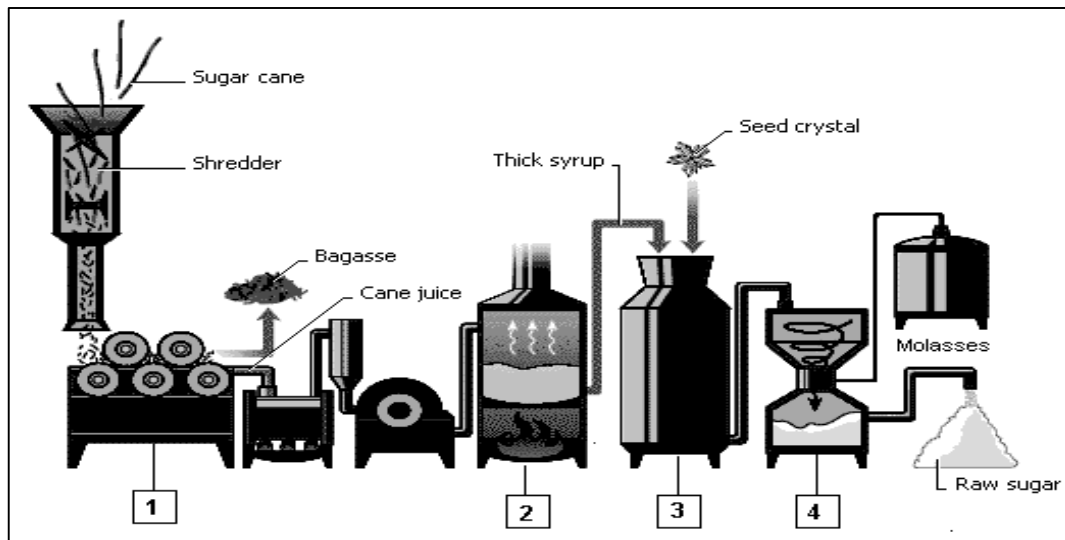 Sugar cane
Seed crystal
Thick syrup
Shredder
Bagasse
Cane juice
Molasses
Raw sugar
1
2
3
4